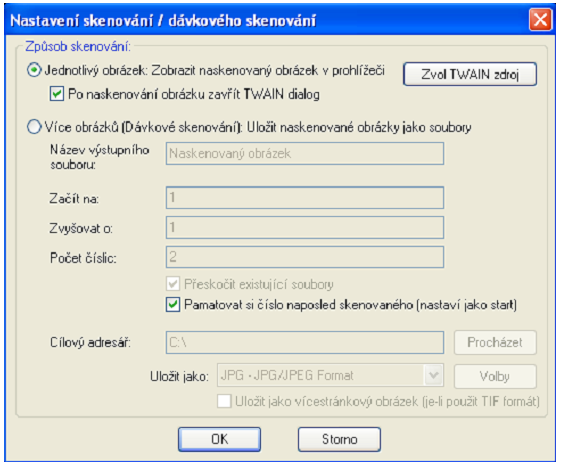 Nastavení skenování / dávkového skenování
Způsob skenování:
Jednotlivý obrázek: Zobrazit naskenovaný obrázek v prohlížeči
Zvol TWAIN zdroj
Po naskenování obrázku zavřít TWAIN dialog
Více obrázků (Dávkové skenování): Uložit naskenované obrázky jako soubory
Název výstupního
souboru:
Naskenovaný obrázek
Začít na:
1
Zvyšovat o:
1
Počet číslic:
2
Přeskočit existující soubory
Pamatovat si číslo naposled skenovaného (nastaví jako start)
Cílový adresář:
C:\
Procházet
Uložit jako:
JPG - JPG/JPEG Format
Volby
Uložit jako vícestránkový obrázek (je-li použit TIF formát)
OK
Storno